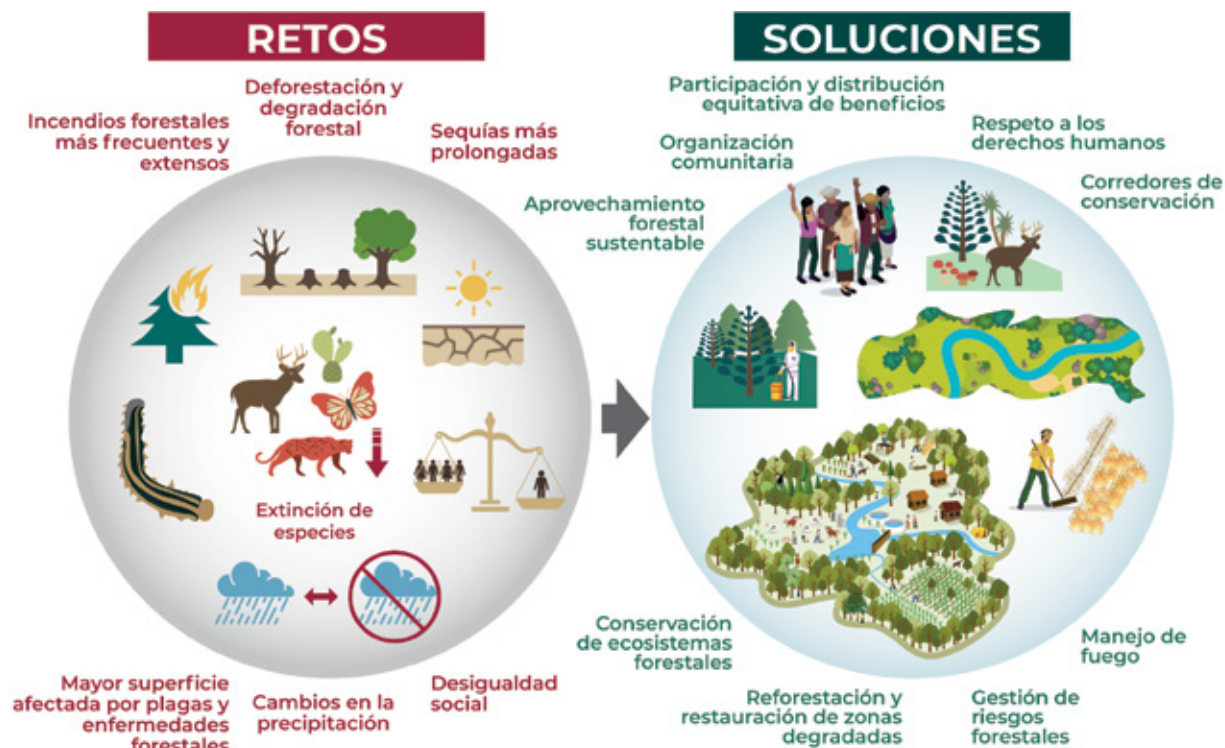 RETOS
Deforestación y
degradación
forestal
Incendios forestales
más frecuentes y
extensos
Sequías más
prolongadas
Extinción de
especies
Mayor superficie
afectada por plagas y
enfermedades
forestales
Cambios en la
precipitación
Desigualdad
social
SOLUCIONES
Participación y distribución
equitativa de beneficios
Organización
comunitaria
Respeto a los
derechos humanos
Aprovechamiento
forestal
sustentable
Corredores de
conservación
Conservación
de ecosistemas
forestales
Manejo de
fuego
Reforestación y
restauración de zonas
degradadas
Gestión de
riesgos
forestales